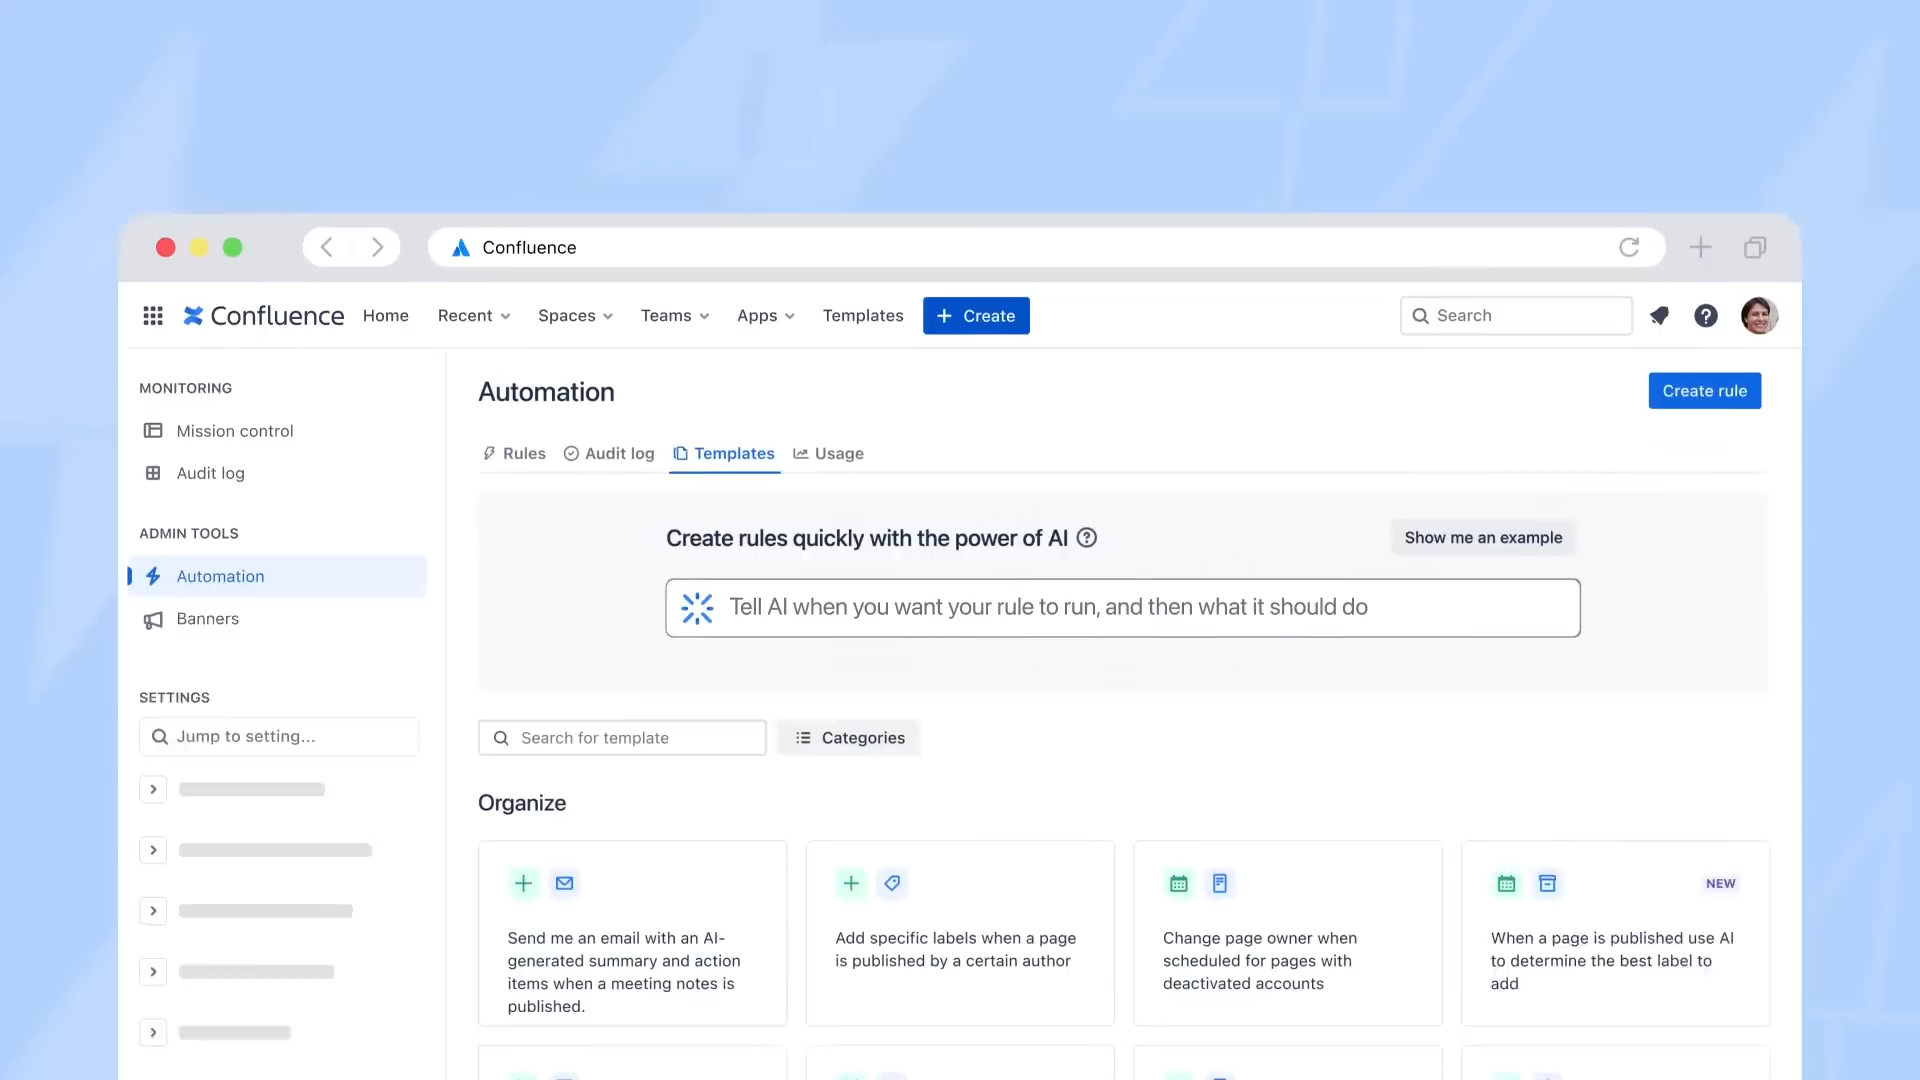 Confluence
Confluence Home Recent Spaces Teams Apps Templates Create Search
MONITORING
Mission control
Audit log
ADMIN TOOLS
Automation
Banners
SETTINGS
Jump to setting...
Automation
Create rule
Rules Audit log Templates Usage
Create rules quickly with the power of AI
Show me an example
Tell AI when you want your rule to run, and then what it should do
Search for template
Categories
Organize
Send me an email with an AI-
generated summary and action
items when a meeting notes is
published.
Add specific labels when a page
is published by a certain author
Change page owner when
scheduled for pages with
deactivated accounts
NEW
When a page is published use AI
to determine the best label to
add